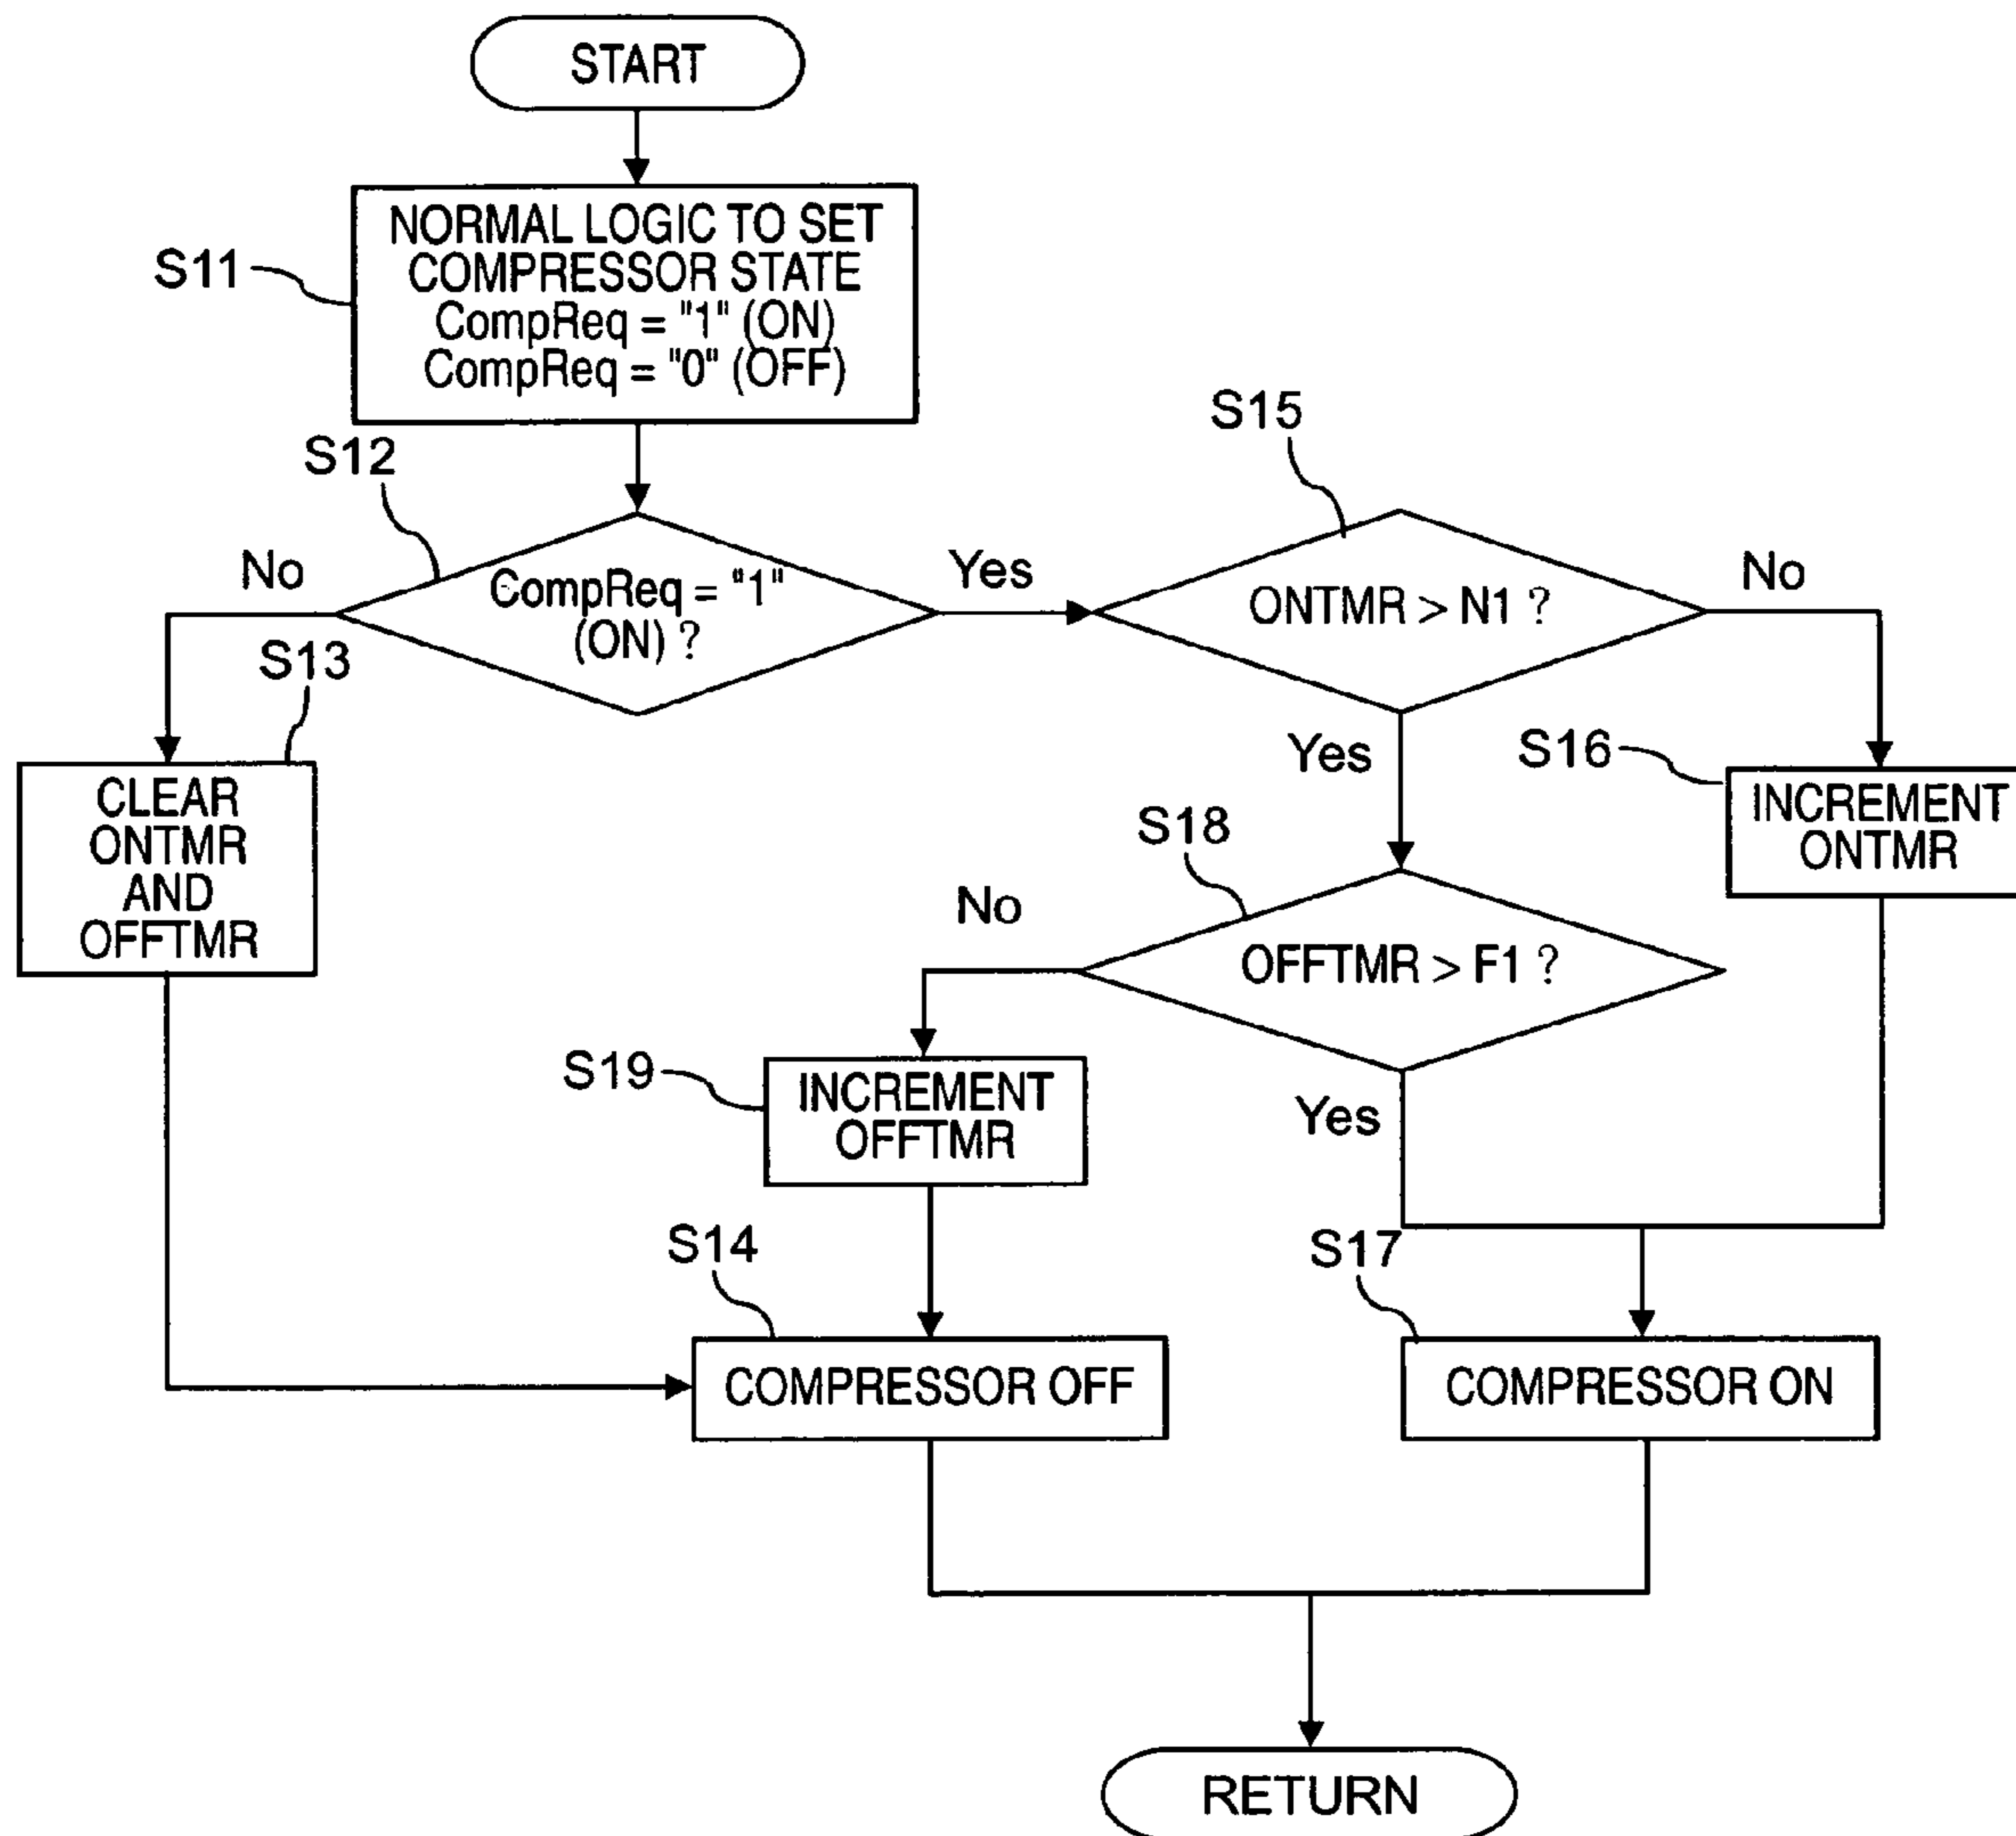 START
S11
NORMAL LOGIC TO SET
COMPRESSOR STATE
CompReq = "1" (ON)
CompReq = "0" (OFF)
S12
S15
No
CompReq = "1"
(ON) ?
Yes
ONTMR > N1 ?
No
S13
CLEAR
ONTMR
AND
OFFTMR
Yes
S16
INCREMENT
ONTMR
S18
No
OFFTMR > F1 ?
S19
INCREMENT
OFFTMR
Yes
S14
S17
COMPRESSOR OFF
COMPRESSOR ON
RETURN